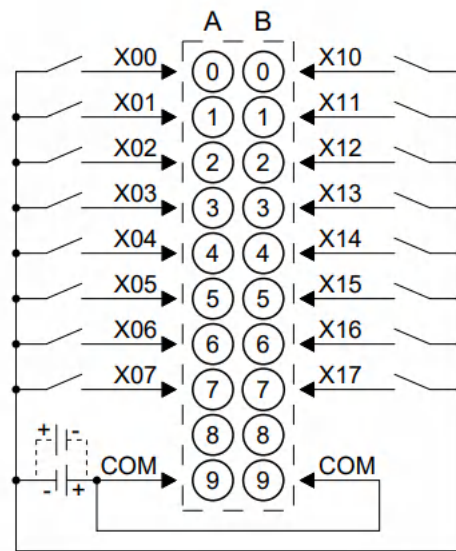 A B
X00 0 0 X10
X01 1 1 X11
X02 2 2 X12
X03 3 3 X13
X04 4 4 X14
X05 5 5 X15
X06 6 6 X16
X07 7 7 X17
+ - 8 8
- + COM 9 9 COM